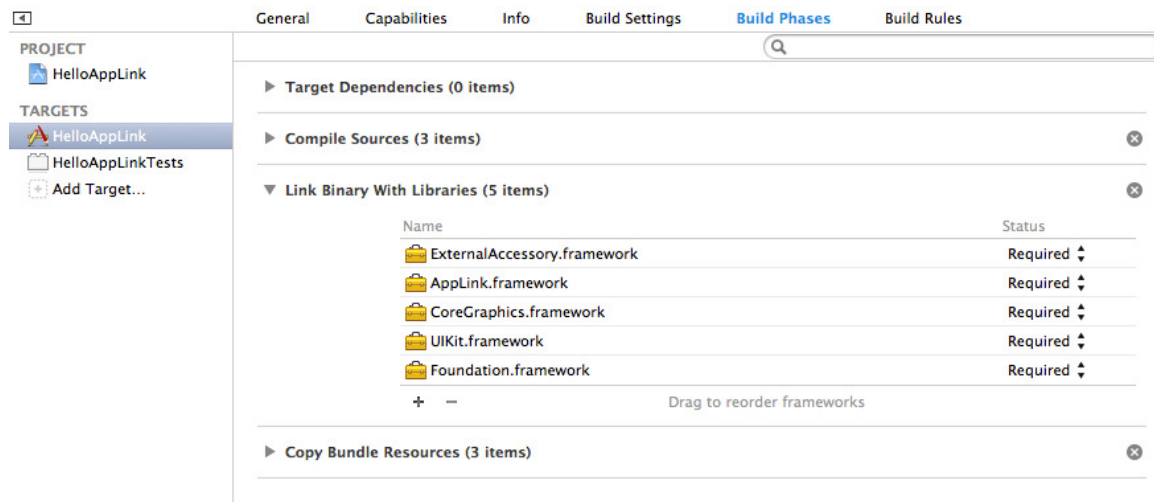 General Capabilities Info Build Settings Build Phases Build Rules
PROJECT
HelloAppLink
TARGETS
HelloAppLink
HelloAppLinkTests
Add Target...
Target Dependencies (0 items)
Compile Sources (3 items)
Link Binary With Libraries (5 items)
Name Status
ExternalAccessory.framework Required
AppLink.framework Required
CoreGraphics.framework Required
UIKit.framework Required
Foundation.framework Required
+ −
Drag to reorder frameworks
Copy Bundle Resources (3 items)